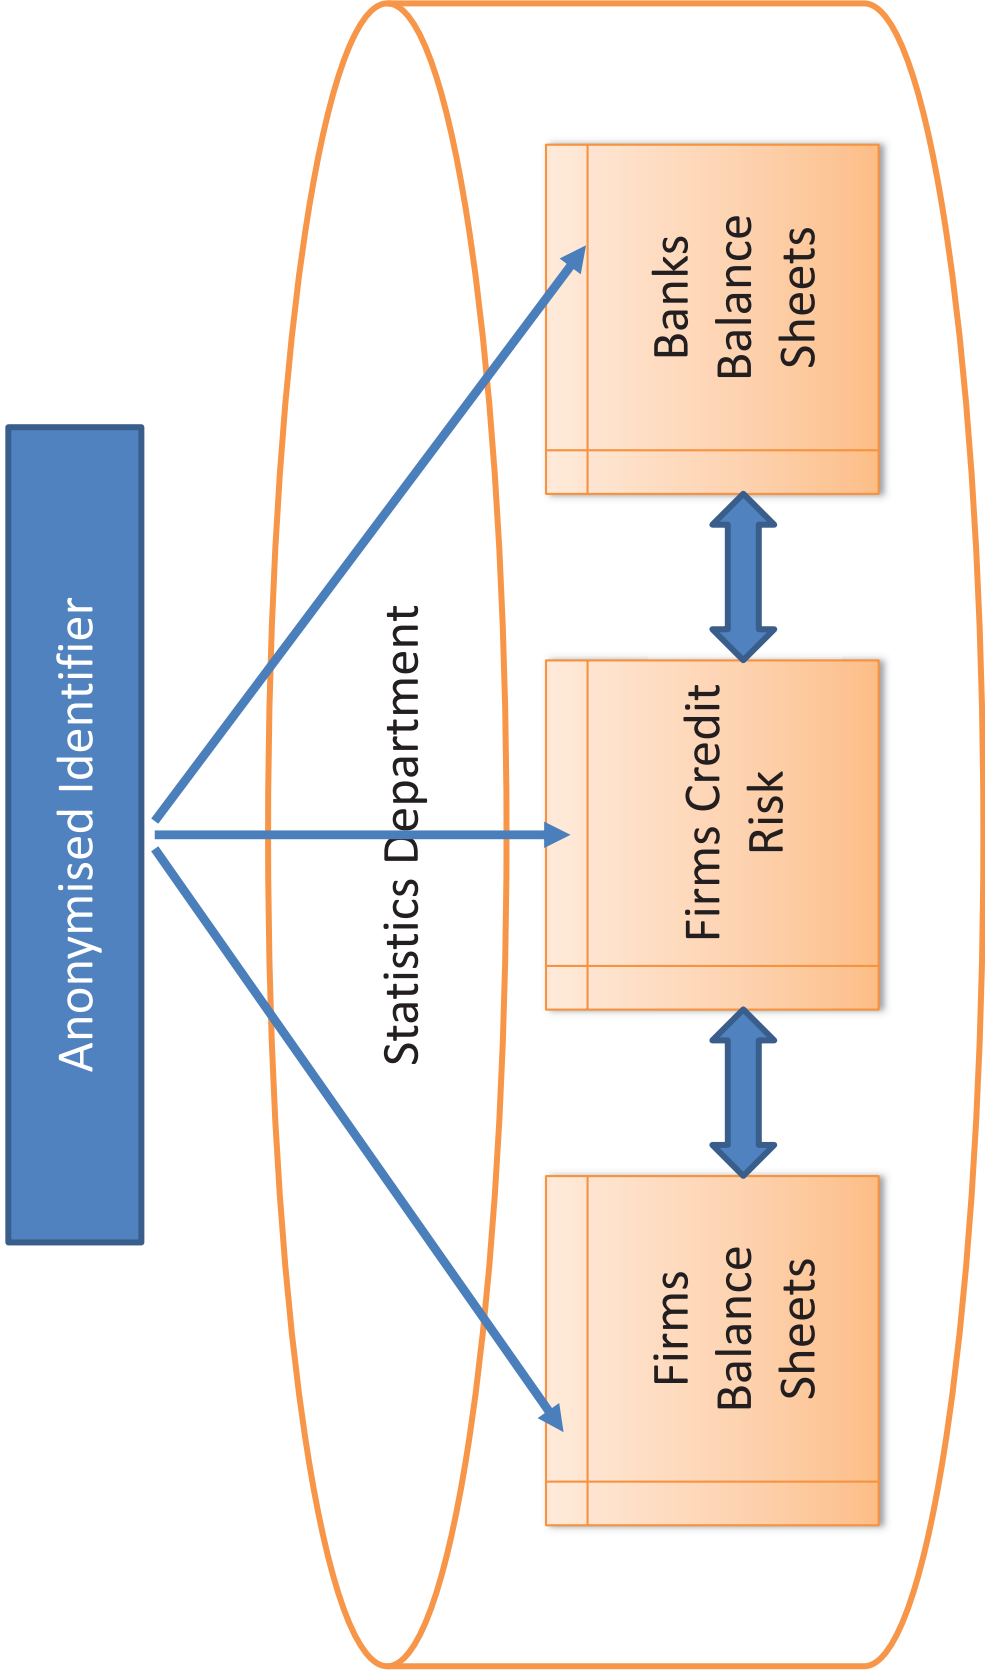 Anonymised Identifier
Statistics Department
Firms
Balance
Sheets
Firms Credit
Risk
Banks
Balance
Sheets